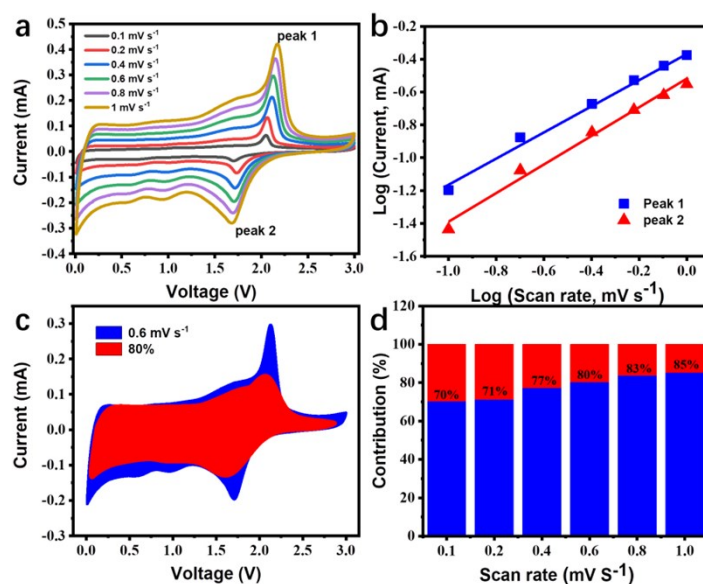 a
0.1 mV s⁻¹
0.2 mV s⁻¹
0.4 mV s⁻¹
0.6 mV s⁻¹
0.8 mV s⁻¹
1 mV s⁻¹
peak 1
peak 2
Current (mA)
0.5
0.4
0.3
0.2
0.1
0.0
-0.1
-0.2
0.3
0.4
0.0 0.5 1.0 1.5 2.0 2.5 3.0
Voltage (V)
b
Log (Current, mA)
-0.2
-0.4
-0.6
-0.8
-1.0
-1.2
-1.4
-1.6
Peak 1
peak 2
-1.0 -0.8 -0.6 -0.4 -0.2 0.0
Log (Scan rate, mV s⁻¹)
c
0.6 mV s⁻¹
80%
Current (mA)
0.3
0.2
0.1
0.0
-0.1
-0.2
-0.3
0.0 0.5 1.0 1.5 2.0 2.5 3.0
Voltage (V)
d
Contribution (%)
120
100
80
60
40
20
0
70% 71% 77% 80% 83% 85%
0.1 0.2 0.4 0.6 0.8 1.0
Scan rate (mV S⁻¹)